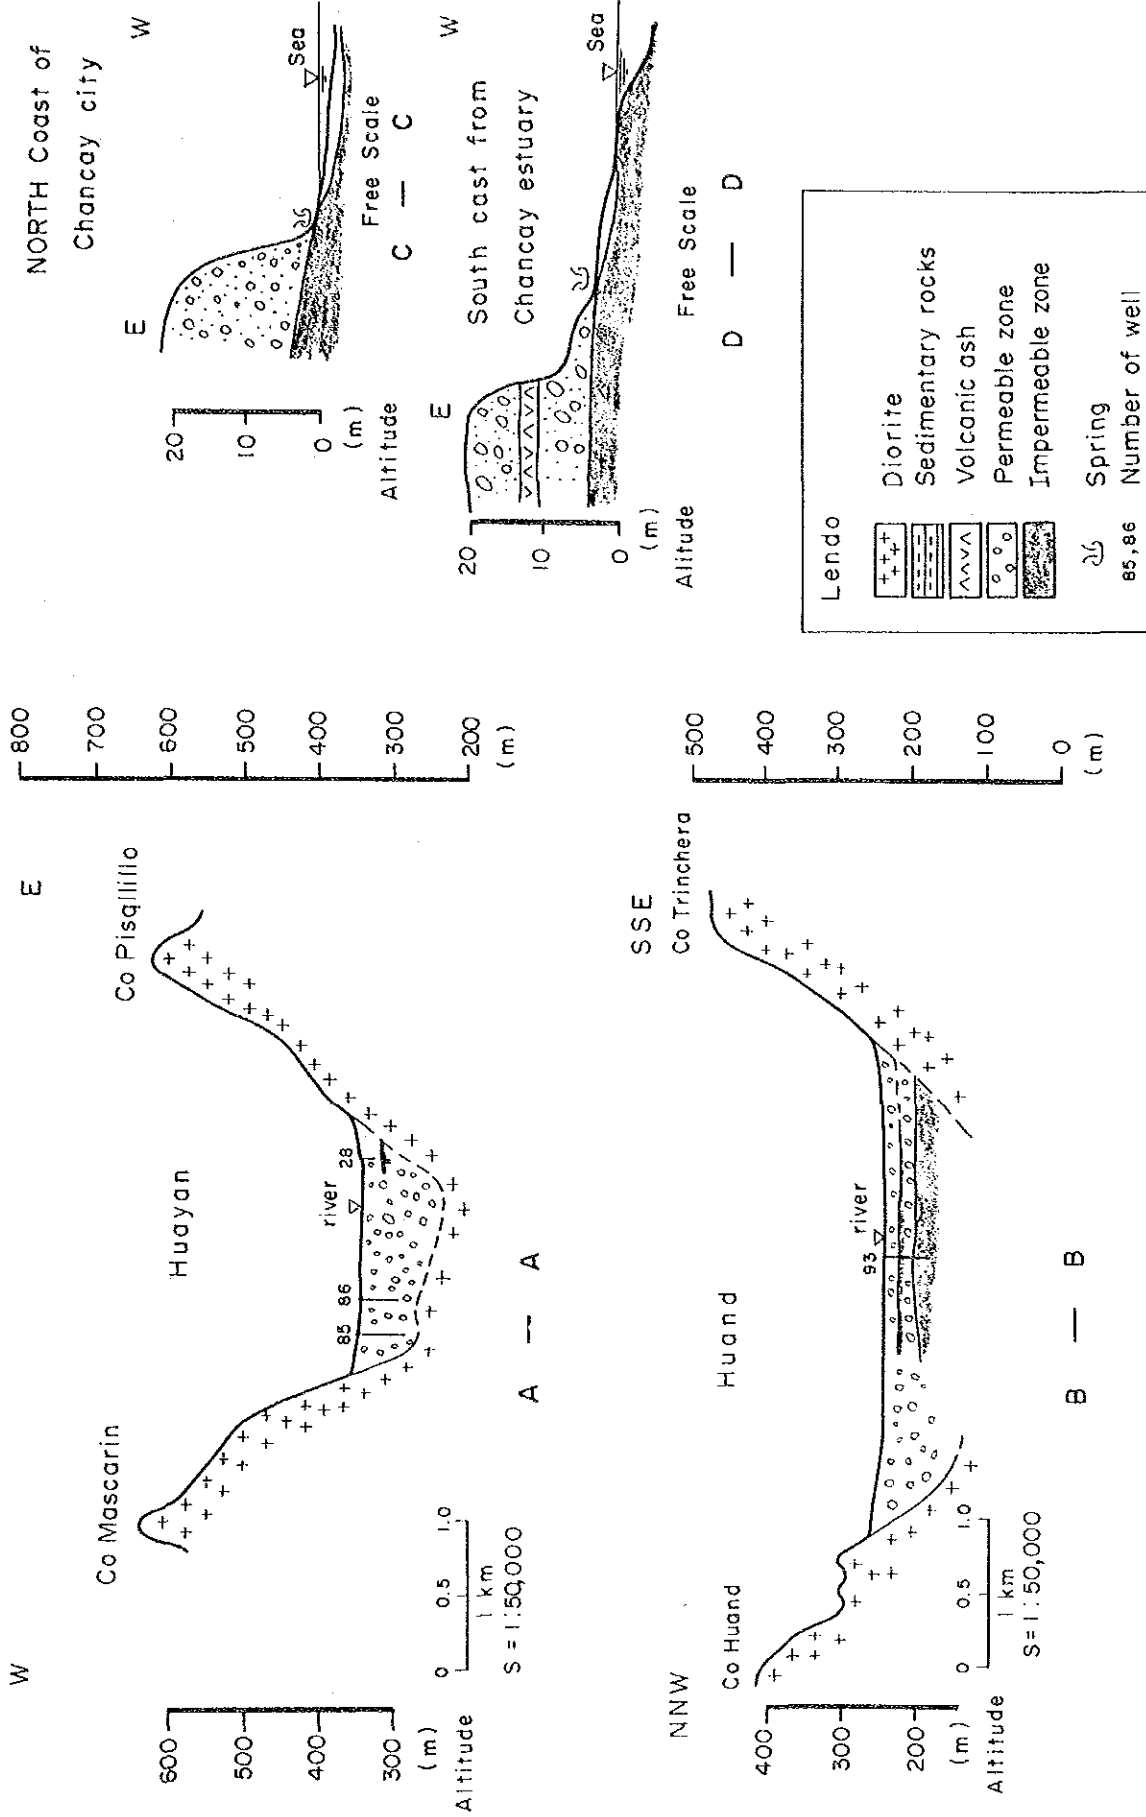 W
E
Co Mascarin
Huayan
Co Pisqllillo
85
86
river
28
600
500
400
300
(m)
Altitude
0
0.5
1.0
1 km
S = 1:50,000
A — A
800
700
600
500
400
300
200
(m)
NNW
SSE
Co Huand
Huand
Co Trinchera
93
river
400
300
200
(m)
Altitude
0
0.5
1.0
1 km
S = 1:50,000
B — B
500
400
300
200
100
0
(m)
NORTH Coast of
Chancay city
E
W
Sea
20
10
0
(m)
Altitude
Free Scale
C — C
South cast from
Chancay estuary
E
W
Sea
20
10
0
(m)
Alitude
Free Scale
D — D
Lendo
Diorite
Sedimentary rocks
Volcanic ash
Permeable zone
Impermeable zone
Spring
85,86 Number of well